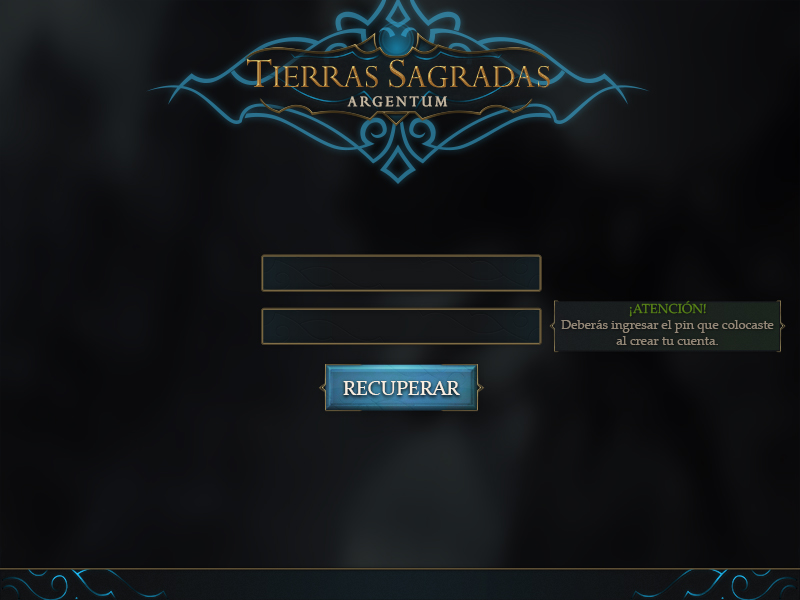 TIERRAS SAGRADAS
ARGENTUM
¡ATENCIÓN!
Deberás ingresar el pin que colocaste
al crear tu cuenta.
RECUPERAR